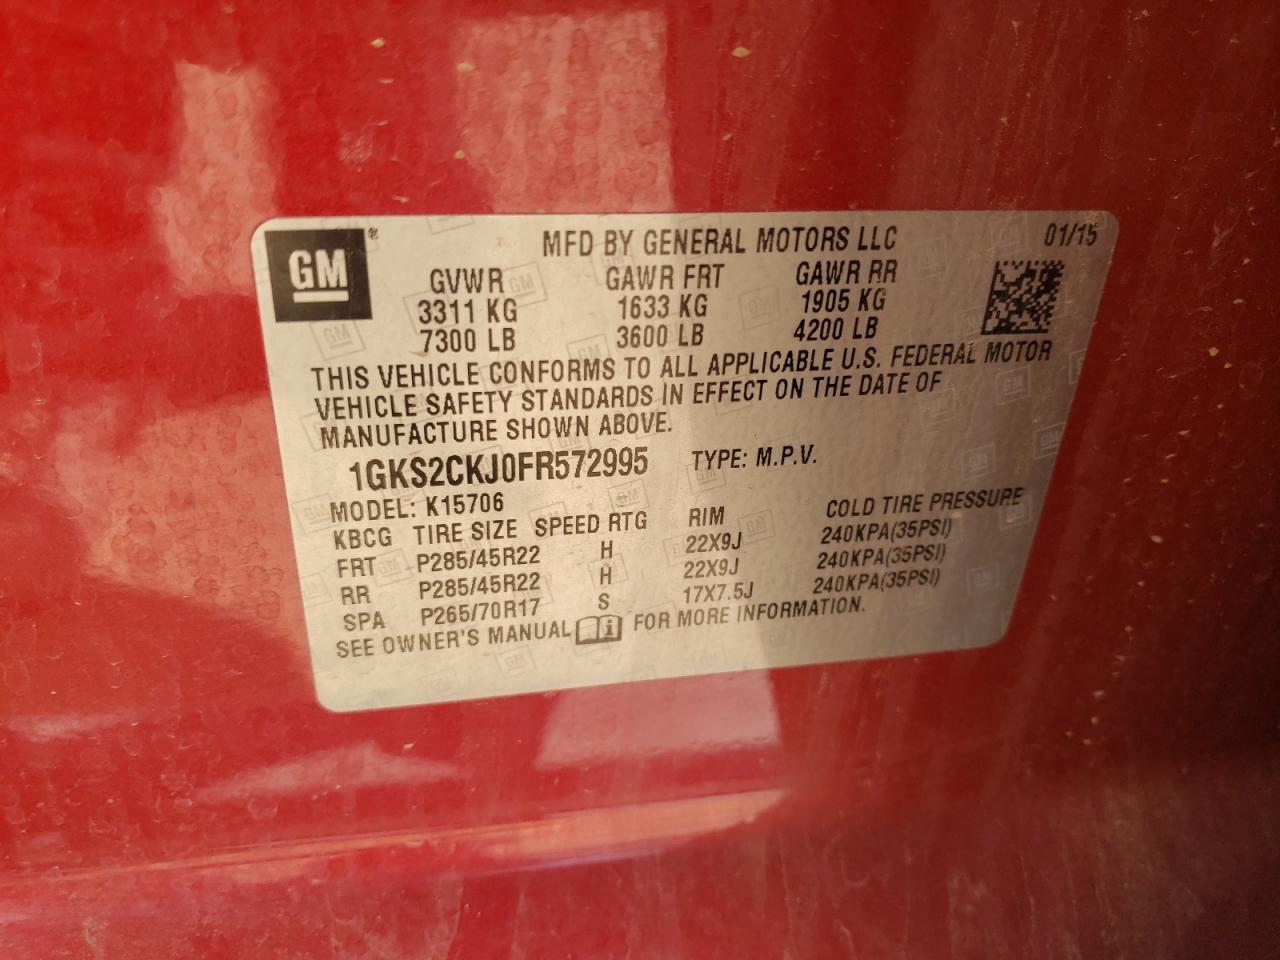 GM®
MFD BY GENERAL MOTORS LLC 01/15
GVWR GAWR FRT GAWR RR
3311 KG 1633 KG 1905 KG
7300 LB 3600 LB 4200 LB
THIS VEHICLE CONFORMS TO ALL APPLICABLE U.S. FEDERAL MOTOR
VEHICLE SAFETY STANDARDS IN EFFECT ON THE DATE OF
MANUFACTURE SHOWN ABOVE.
1GKS2CKJ0FR572995 TYPE: M.P.V.
MODEL: K15706
KBCG TIRE SIZE SPEED RTG RIM COLD TIRE PRESSURE
FRT P285/45R22 H 22X9J 240KPA(35PSI)
RR P285/45R22 H 22X9J 240KPA(35PSI)
SPA P265/70R17 S 17X7.5J 240KPA(35PSI)
SEE OWNER'S MANUAL FOR MORE INFORMATION.